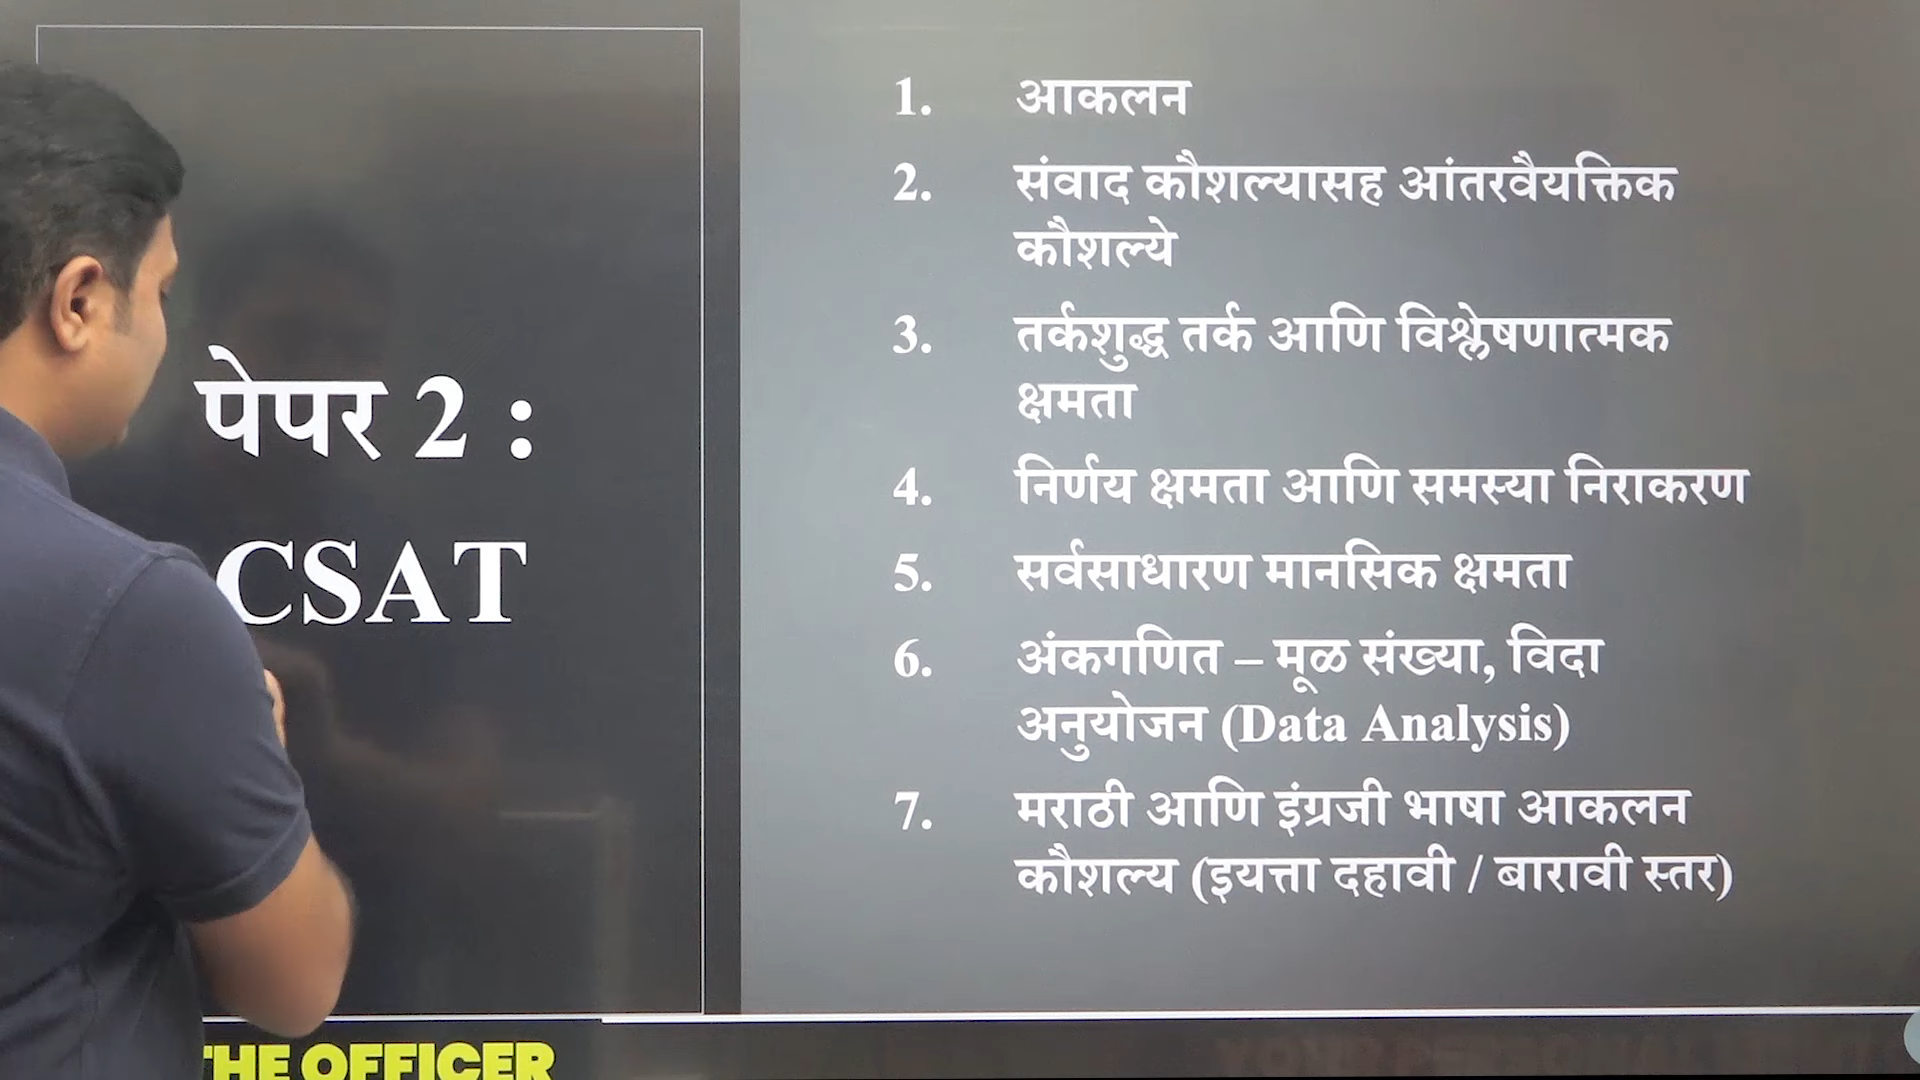 पेपर 2 :
CSAT
1. आकलन
2. संवाद कौशल्यासह आंतरवैयक्तिक
कौशल्ये
3. तर्कशुद्ध तर्क आणि विश्लेषणात्मक
क्षमता
4. निर्णय क्षमता आणि समस्या निराकरण
5. सर्वसाधारण मानसिक क्षमता
6. अंकगणित – मूळ संख्या, विदा
अनुयोजन (Data Analysis)
7. मराठी आणि इंग्रजी भाषा आकलन
कौशल्य (इयत्ता दहावी / बारावी स्तर)
THE OFFICER